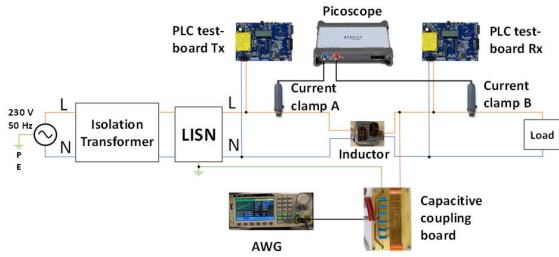 PLC test-
board Tx
Picoscope
PLC test-
board Rx
Current
clamp A
Current
clamp B
230 V
50 Hz
L
N
P
E
Isolation
Transformer
LISN
L
N
Inductor
Load
AWG
Capacitive
coupling
board